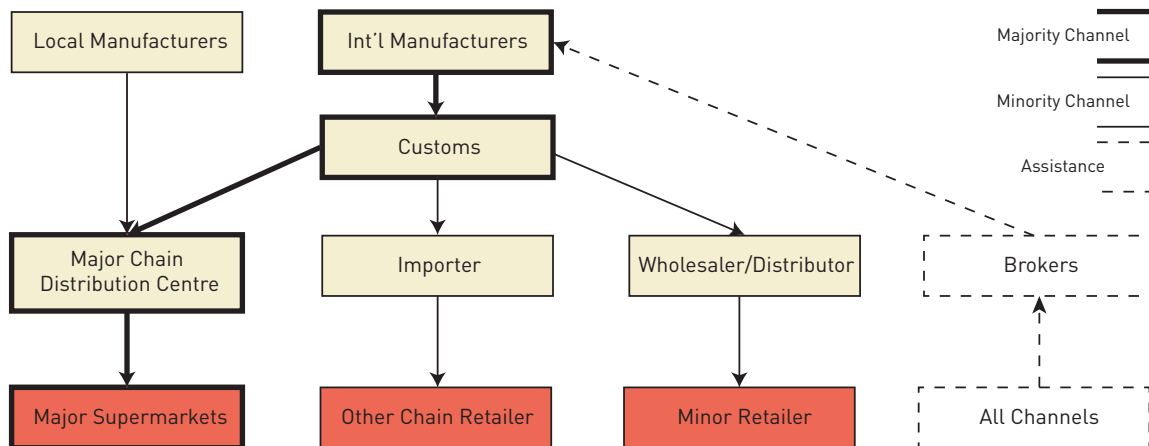 Local Manufacturers
Int'l Manufacturers
Majority Channel
Minority Channel
Customs
Assistance
Major Chain
Distribution Centre
Importer
Wholesaler/Distributor
Brokers
Major Supermarkets
Other Chain Retailer
Minor Retailer
All Channels